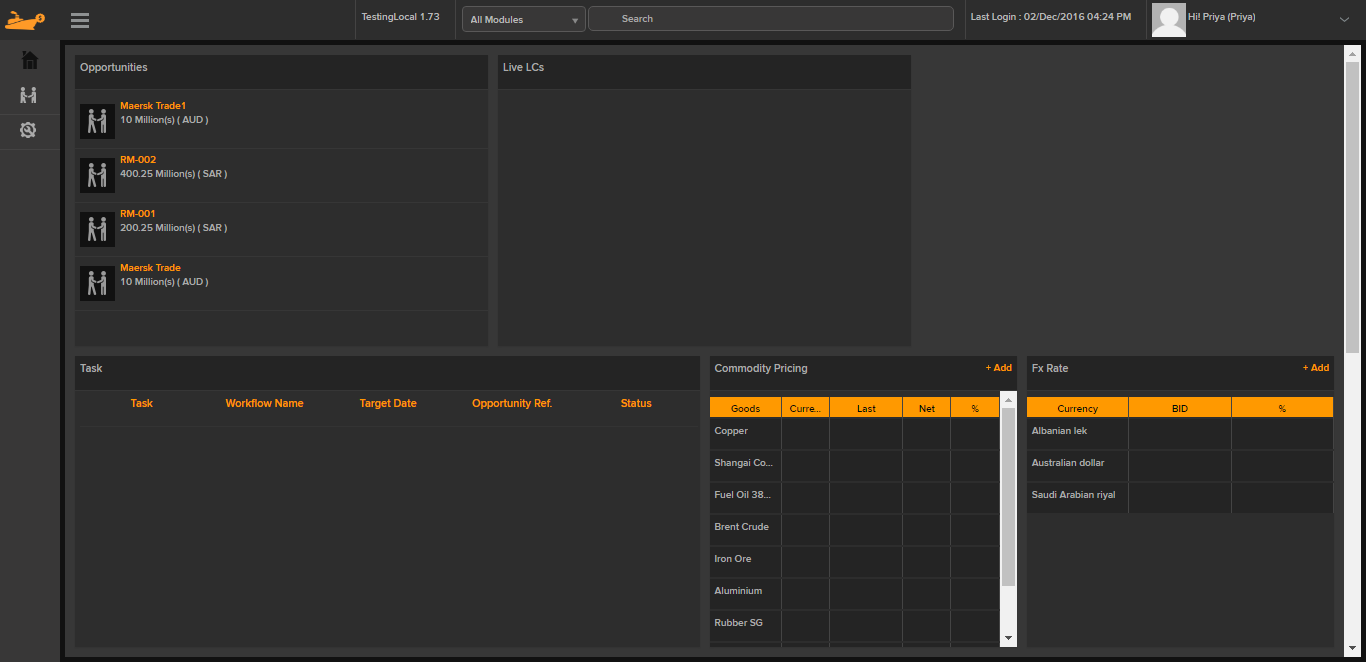 TestingLocal 1.73
All Modules
Search
Last Login : 02/Dec/2016 04:24 PM
Hi! Priya (Priya)
Opportunities
Maersk Trade1
10 Million(s) ( AUD )
RM-002
400.25 Million(s) ( SAR )
RM-001
200.25 Million(s) ( SAR )
Maersk Trade
10 Million(s) ( AUD )
Live LCs
Task
Task Workflow Name Target Date Opportunity Ref. Status
Commodity Pricing + Add
Goods Curre... Last Net %
Copper
Shangai Co...
Fuel Oil 38...
Brent Crude
Iron Ore
Aluminium
Rubber SG
Fx Rate + Add
Currency BID %
Albanian lek
Australian dollar
Saudi Arabian riyal